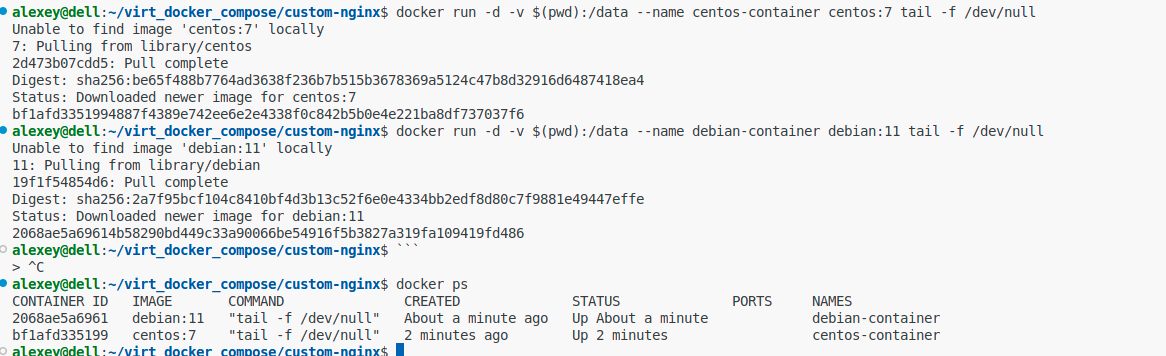 alexey@dell:~/virt_docker_compose/custom-nginx$ docker run -d -v $(pwd):/data --name centos-container centos:7 tail -f /dev/null
Unable to find image 'centos:7' locally
7: Pulling from library/centos
2d473b07cdd5: Pull complete
Digest: sha256:be65f488b7764ad3638f236b7b515b3678369a5124c47b8d32916d6487418ea4
Status: Downloaded newer image for centos:7
bf1afd3351994887f4389e742ee6e2e4338f0c842b5b0e4e221ba8df737037f6
alexey@dell:~/virt_docker_compose/custom-nginx$ docker run -d -v $(pwd):/data --name debian-container debian:11 tail -f /dev/null
Unable to find image 'debian:11' locally
11: Pulling from library/debian
19f1f54854d6: Pull complete
Digest: sha256:2a7f95bcf104c8410bf4d3b13c52f6e0e4334bb2edf8d80c7f9881e49447effe
Status: Downloaded newer image for debian:11
2068ae5a69614b58290bd449c33a90066be54916f5b3827a319fa109419fd486
alexey@dell:~/virt_docker_compose/custom-nginx$ ```
> ^C
alexey@dell:~/virt_docker_compose/custom-nginx$ docker ps
CONTAINER ID   IMAGE       COMMAND               CREATED              STATUS              PORTS     NAMES
2068ae5a6961   debian:11   "tail -f /dev/null"   About a minute ago   Up About a minute             debian-container
bf1afd335199   centos:7    "tail -f /dev/null"   2 minutes ago        Up 2 minutes                  centos-container
alexey@dell:~/virt_docker_compose/custom-nginx$